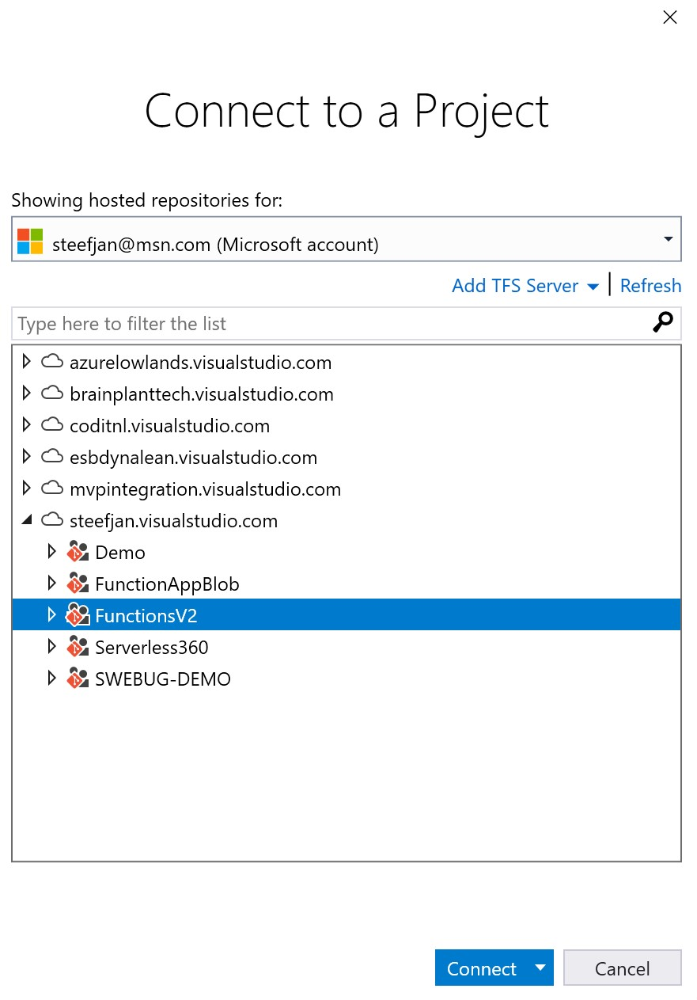 Connect to a Project
Showing hosted repositories for:
steefjan@msn.com (Microsoft account)
Add TFS Server | Refresh
Type here to filter the list
azurelowlands.visualstudio.com
brainplanttech.visualstudio.com
coditnl.visualstudio.com
esbdynalean.visualstudio.com
mvpintegration.visualstudio.com
steefjan.visualstudio.com
Demo
FunctionAppBlob
FunctionsV2
Serverless360
SWEBUG-DEMO
Connect Cancel